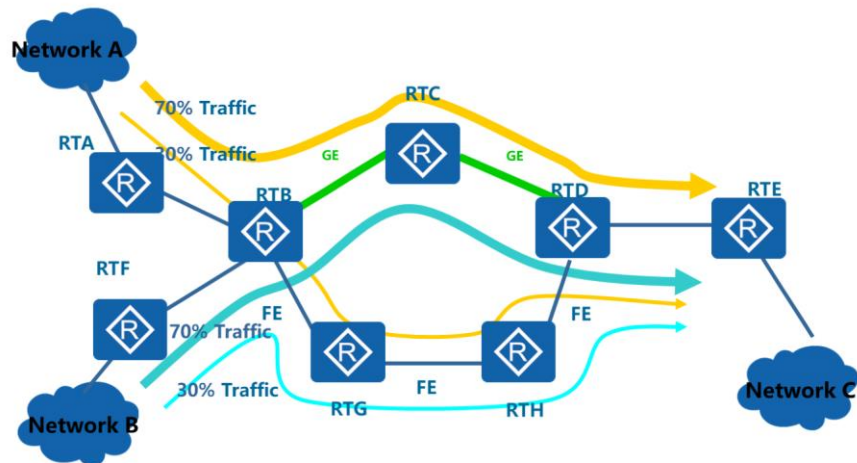 Network A
70% Traffic
RTC
RTA
30% Traffic
GE
GE
R
R
RTB
RTD
RTE
R
R
R
RTF
FE
FE
R
70% Traffic
R
R
30% Traffic
FE
Network B
RTG
RTH
Network C